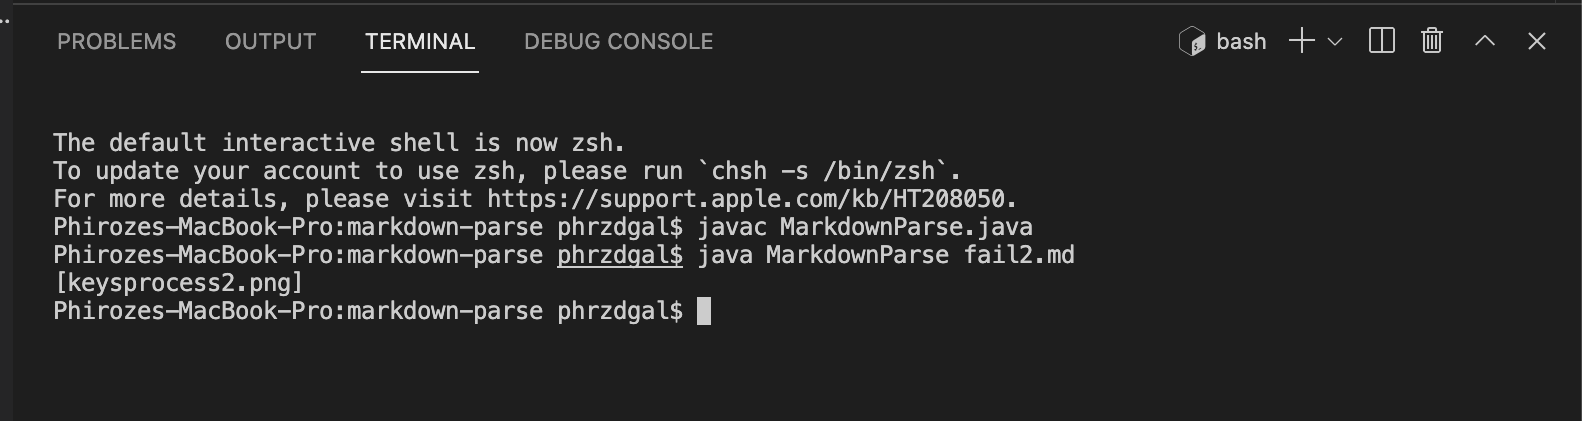 PROBLEMS OUTPUT TERMINAL DEBUG CONSOLE bash
The default interactive shell is now zsh.
To update your account to use zsh, please run `chsh -s /bin/zsh`.
For more details, please visit https://support.apple.com/kb/HT208050.
Phirozes-MacBook-Pro:markdown-parse phrzdgal$ javac MarkdownParse.java
Phirozes-MacBook-Pro:markdown-parse phrzdgal$ java MarkdownParse fail2.md
[keysprocess2.png]
Phirozes-MacBook-Pro:markdown-parse phrzdgal$